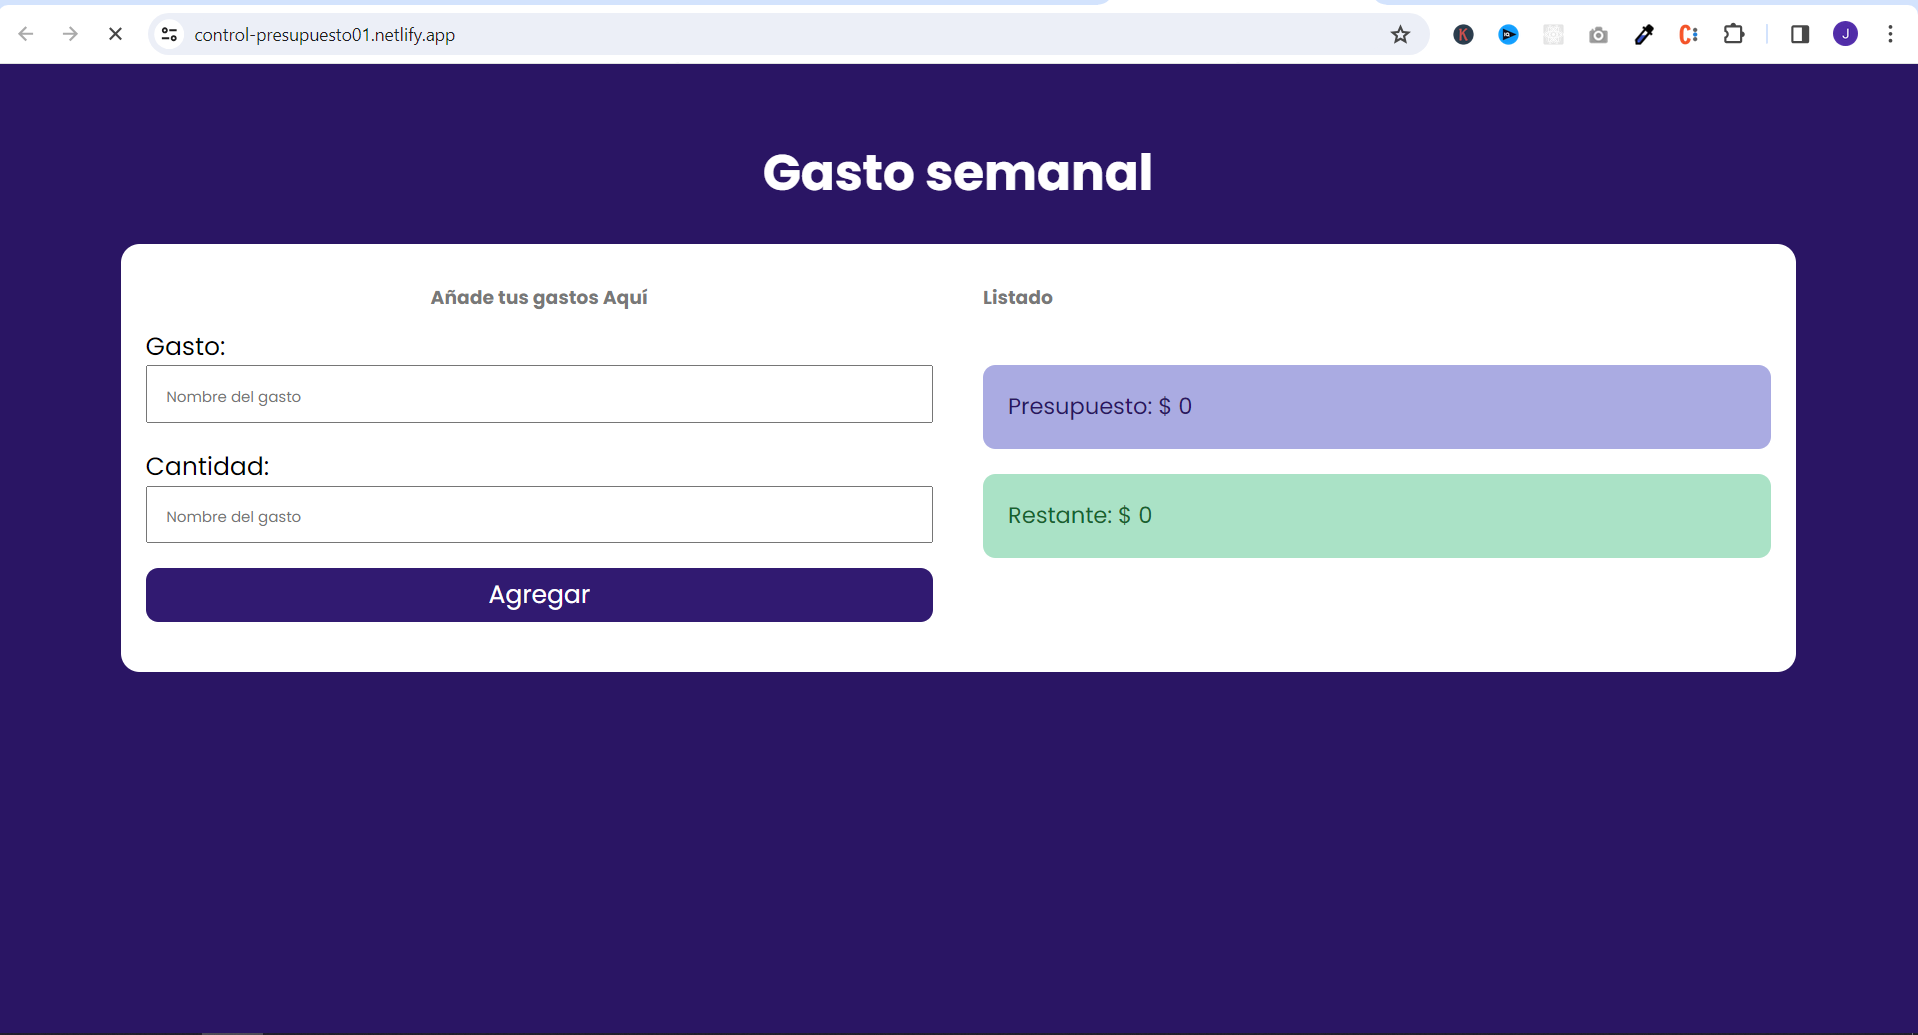 control-presupuesto01.netlify.app
J
Gasto semanal
Añade tus gastos Aquí
Gasto:
Nombre del gasto
Cantidad:
Nombre del gasto
Agregar
Listado
Presupuesto: $ 0
Restante: $ 0